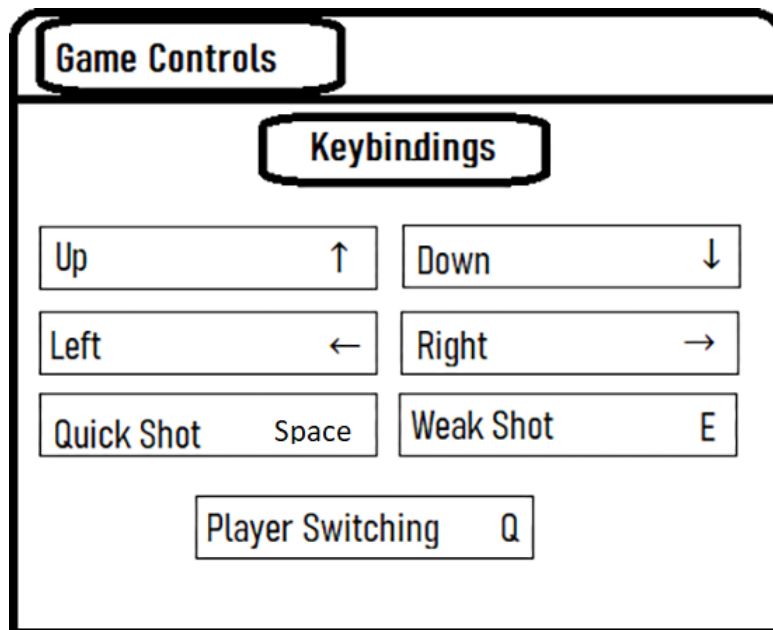 Game Controls
Keybindings
Up ↑ Down ↓
Left ← Right →
Quick Shot Space Weak Shot E
Player Switching Q